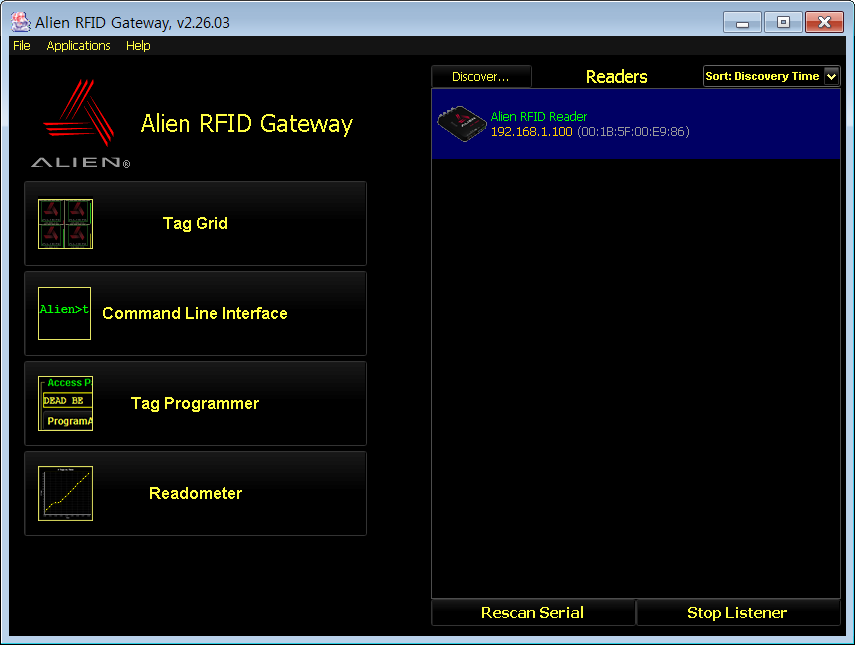 Alien RFID Gateway, v2.26.03
File Applications Help
ALIEN®
Alien RFID Gateway
Tag Grid
Alien>t
Command Line Interface
Access P
DEAD BE
ProgramA
Tag Programmer
Readometer
Discover...
Readers
Sort: Discovery Time
Alien RFID Reader
192.168.1.100 (00:1B:5F:00:E9:86)
Rescan Serial
Stop Listener